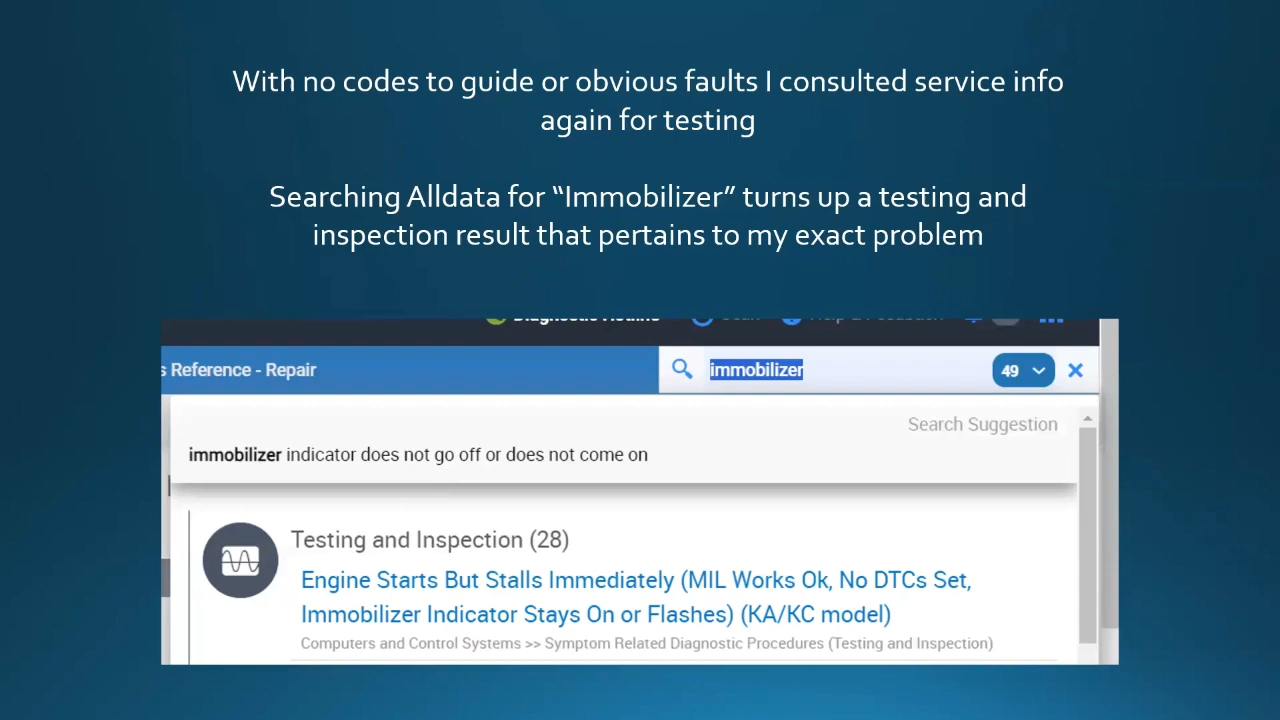 With no codes to guide or obvious faults I consulted service info
again for testing
Searching Alldata for “Immobilizer” turns up a testing and
inspection result that pertains to my exact problem
Diagnostic Hotline
s Reference - Repair
immobilizer
49
Search Suggestion
immobilizer indicator does not go off or does not come on
Testing and Inspection (28)
Engine Starts But Stalls Immediately (MIL Works Ok, No DTCs Set,
Immobilizer Indicator Stays On or Flashes) (KA/KC model)
Computers and Control Systems >> Symptom Related Diagnostic Procedures (Testing and Inspection)